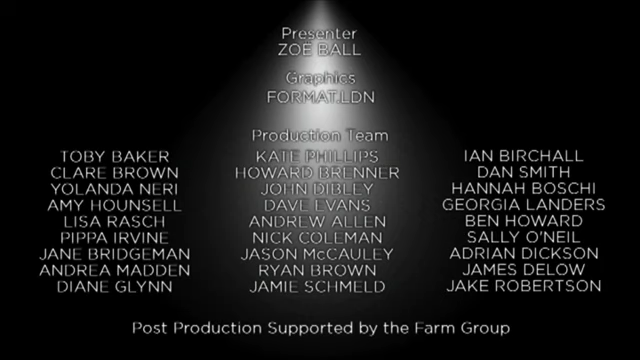 Presenter
ZOE BALL
Graphics
FORMAT.LDN
Production Team
TOBY BAKER KATE PHILLIPS IAN BIRCHALL
CLARE BROWN HOWARD BRENNER DAN SMITH
YOLANDA NERI JOHN DIBLEY HANNAH BOSCHI
AMY HOUNSELL DAVE EVANS GEORGIA LANDERS
LISA RASCH ANDREW ALLEN BEN HOWARD
PIPPA IRVINE NICK COLEMAN SALLY O'NEIL
JANE BRIDGEMAN JASON McCAULEY ADRIAN DICKSON
ANDREA MADDEN RYAN BROWN JAMES DELOW
DIANE GLYNN JAMIE SCHMELD JAKE ROBERTSON
Post Production Supported by the Farm Group